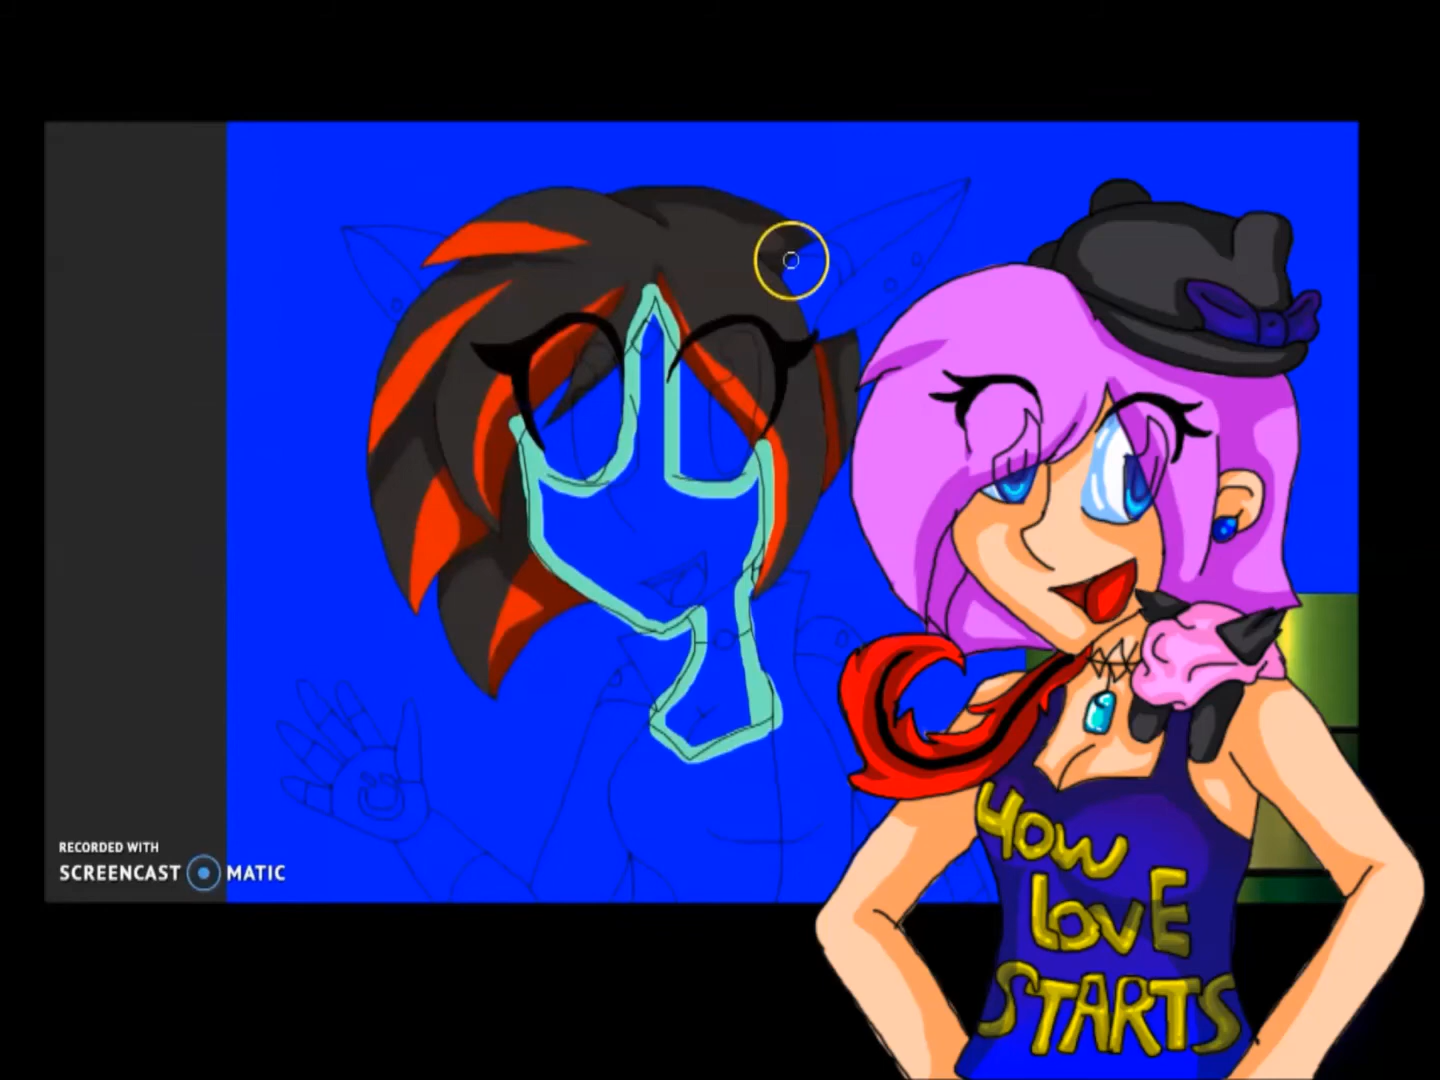 RECORDED WITH
SCREENCAST MATIC
HOW
LOVE
STARTS